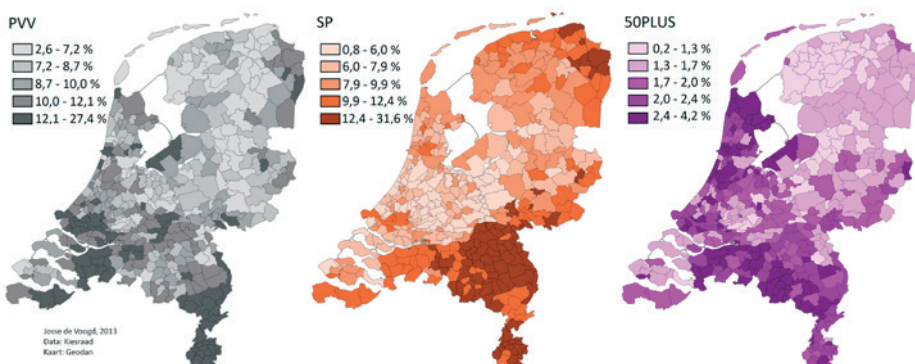 PVV
2,6 - 7,2 %
7,2 - 8,7 %
8,7 - 10,0 %
10,0 - 12,1 %
12,1 - 27,4 %
Josse de Voogd, 2013
Data: Kiesraad
Kaart: Geodan
SP
0,8 - 6,0 %
6,0 - 7,9 %
7,9 - 9,9 %
9,9 - 12,4 %
12,4 - 31,6 %
50PLUS
0,2 - 1,3 %
1,3 - 1,7 %
1,7 - 2,0 %
2,0 - 2,4 %
2,4 - 4,2 %